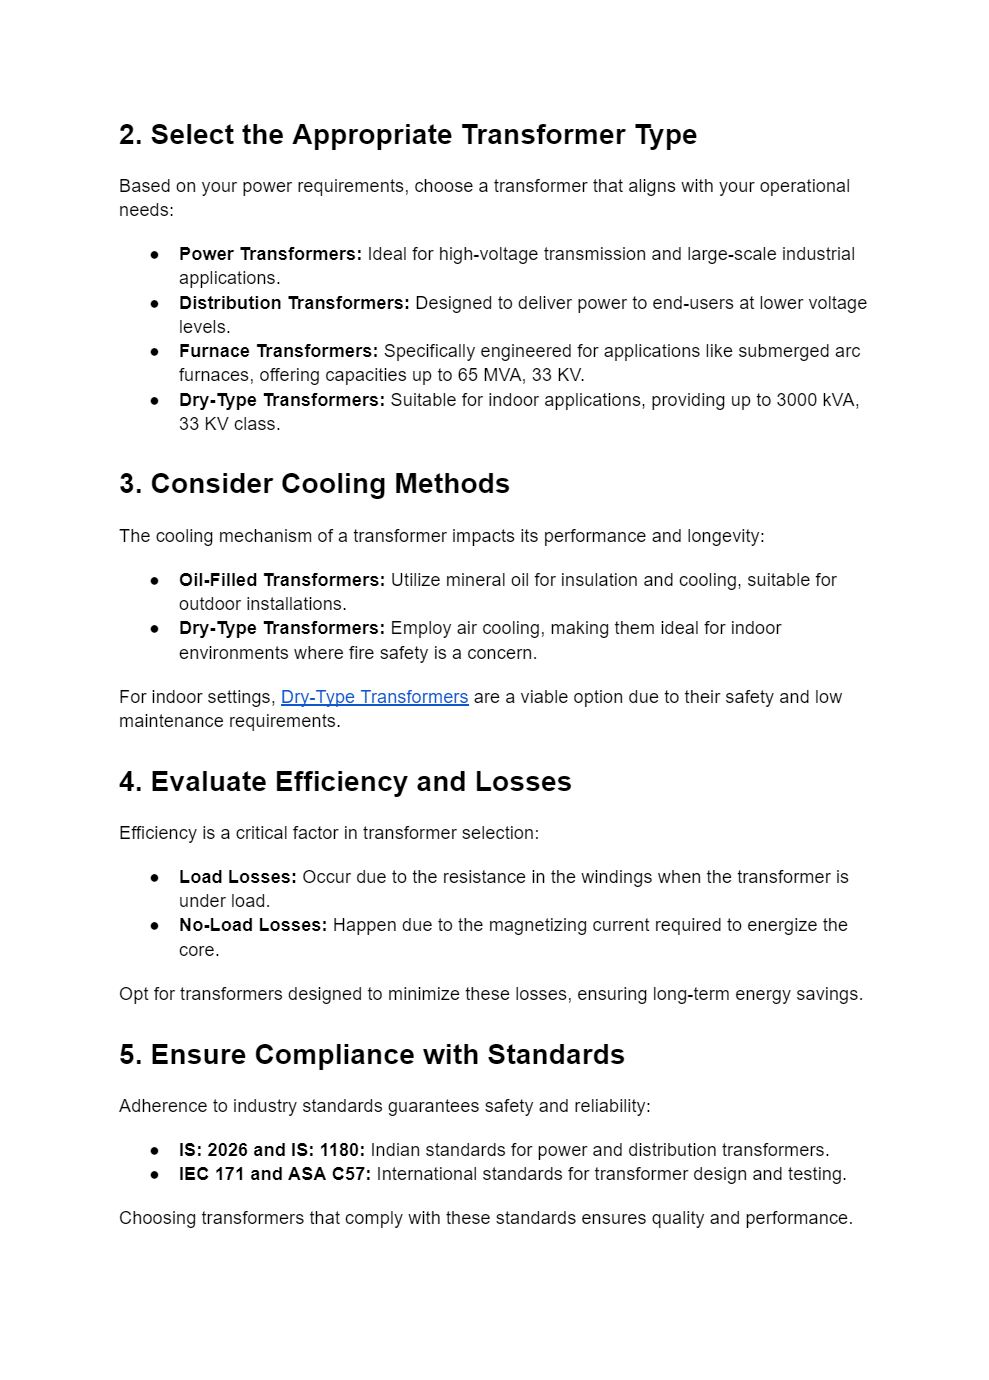 2. Select the Appropriate Transformer Type
Based on your power requirements, choose a transformer that aligns with your operational
needs:
● Power Transformers: Ideal for high-voltage transmission and large-scale industrial
applications.
● Distribution Transformers: Designed to deliver power to end-users at lower voltage
levels.
● Furnace Transformers: Specifically engineered for applications like submerged arc
furnaces, offering capacities up to 65 MVA, 33 KV.
● Dry-Type Transformers: Suitable for indoor applications, providing up to 3000 kVA,
33 KV class.
3. Consider Cooling Methods
The cooling mechanism of a transformer impacts its performance and longevity:
● Oil-Filled Transformers: Utilize mineral oil for insulation and cooling, suitable for
outdoor installations.
● Dry-Type Transformers: Employ air cooling, making them ideal for indoor
environments where fire safety is a concern.
For indoor settings, Dry-Type Transformers are a viable option due to their safety and low
maintenance requirements.
4. Evaluate Efficiency and Losses
Efficiency is a critical factor in transformer selection:
● Load Losses: Occur due to the resistance in the windings when the transformer is
under load.
● No-Load Losses: Happen due to the magnetizing current required to energize the
core.
Opt for transformers designed to minimize these losses, ensuring long-term energy savings.
5. Ensure Compliance with Standards
Adherence to industry standards guarantees safety and reliability:
● IS: 2026 and IS: 1180: Indian standards for power and distribution transformers.
● IEC 171 and ASA C57: International standards for transformer design and testing.
Choosing transformers that comply with these standards ensures quality and performance.